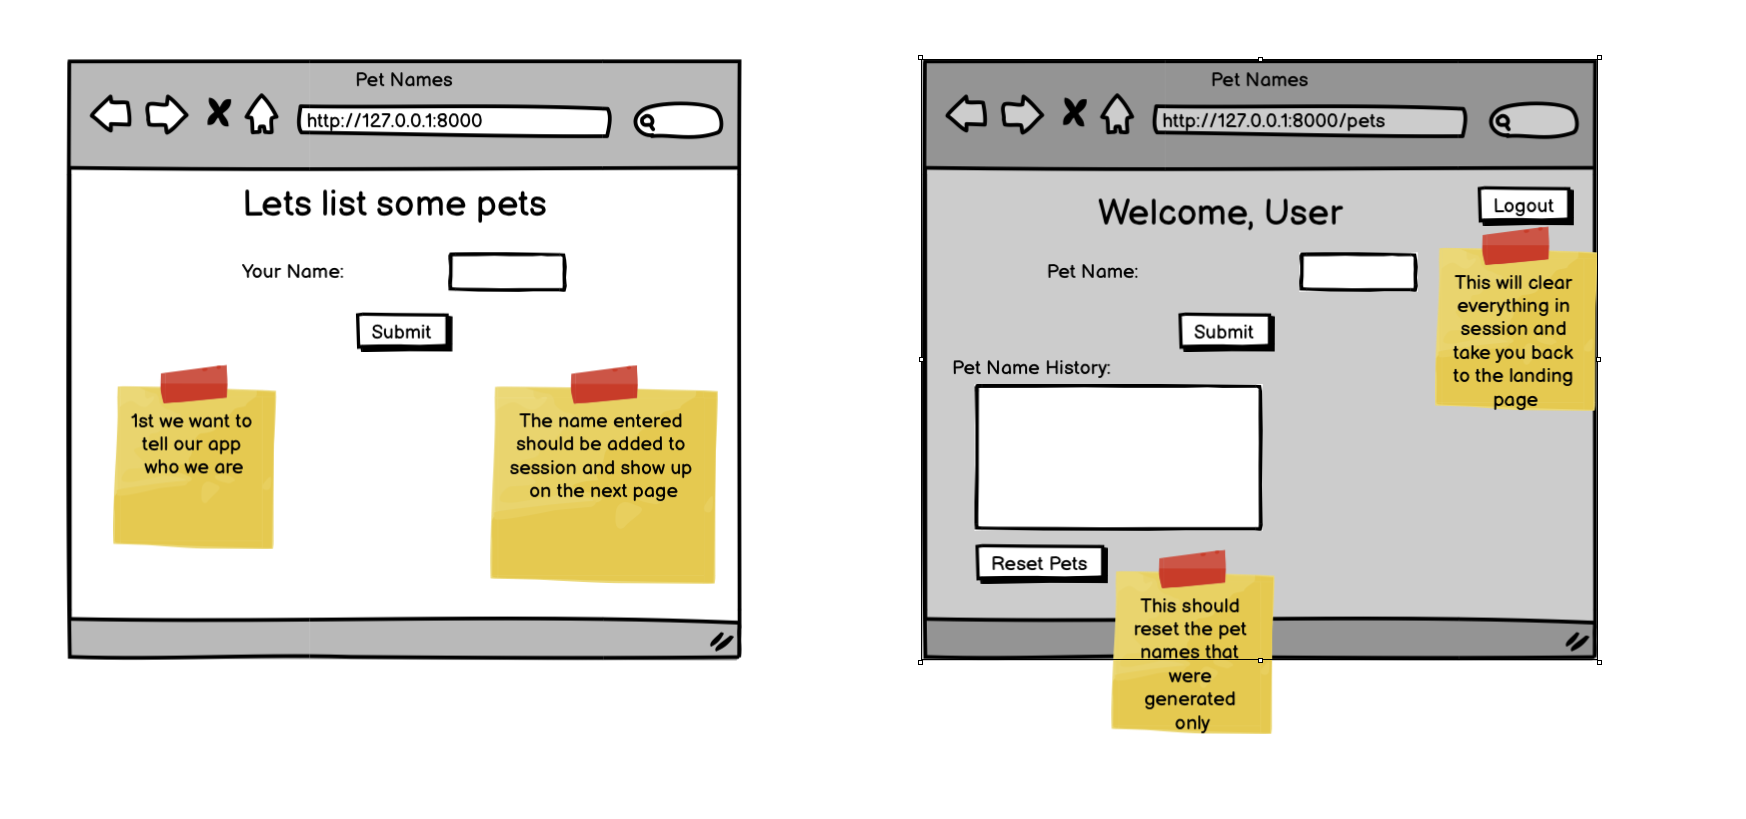 Pet Names
http://127.0.0.1:8000
Lets list some pets
Your Name:
Submit
1st we want to
tell our app
who we are
The name entered
should be added to
session and show up
on the next page
Pet Names
http://127.0.0.1:8000/pets
Welcome, User
Logout
Pet Name:
Submit
This will clear
everything in
session and
take you back
to the landing
page
Pet Name History:
Reset Pets
This should
reset the pet
names that
were
generated
only